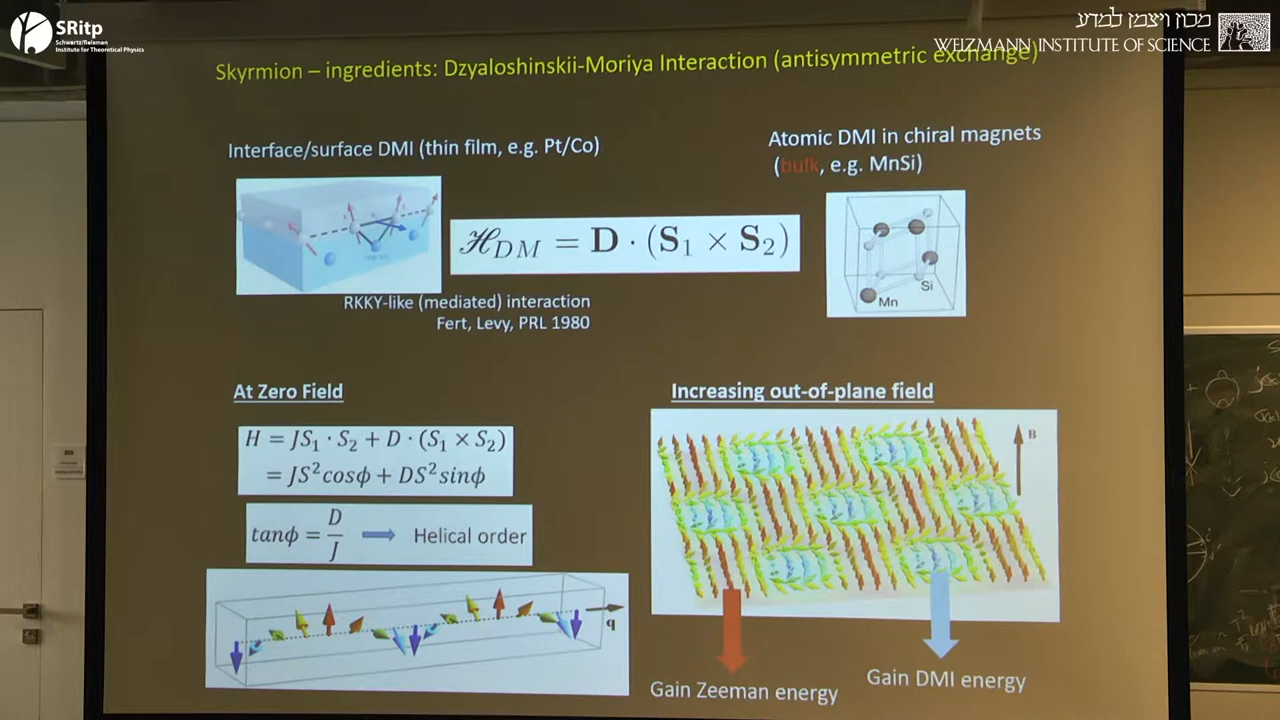 SRitp
Schwartz/Reisman
Institute for Theoretical Physics
מכון ויצמן למדע
WEIZMANN INSTITUTE OF SCIENCE
Skyrmion – ingredients: Dzyaloshinskii-Moriya Interaction (antisymmetric exchange)
Interface/surface DMI (thin film, e.g. Pt/Co)
Atomic DMI in chiral magnets
(bulk, e.g. MnSi)
ℋ_DM = D · (S₁ × S₂)
Si
Mn
RKKY-like (mediated) interaction
Fert, Levy, PRL 1980
At Zero Field
Increasing out-of-plane field
H = JS₁ · S₂ + D · (S₁ × S₂)
= JS²cosϕ + DS²sinϕ
tanϕ = D/J
Helical order
B
q
Gain Zeeman energy
Gain DMI energy